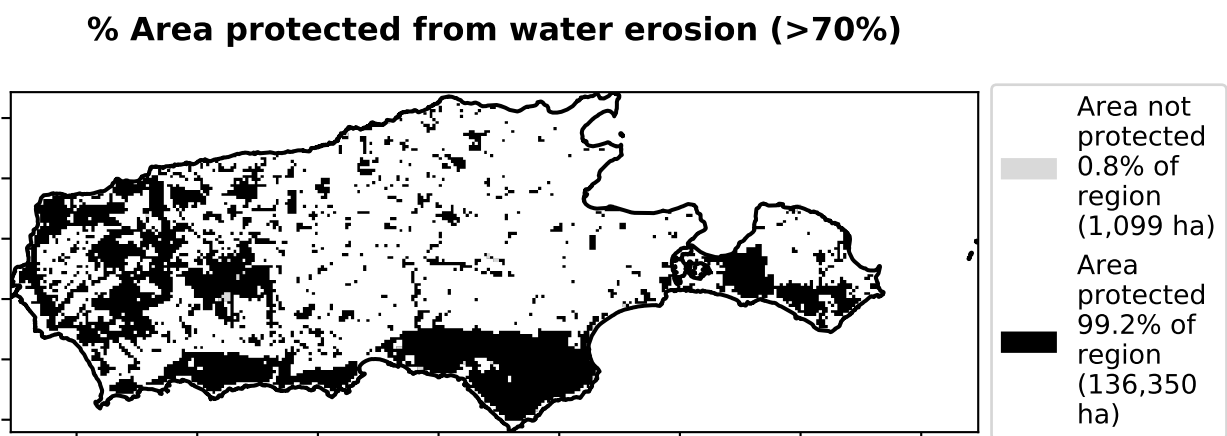 % Area protected from water erosion (>70%)
Area not
protected
0.8% of
region
(1,099 ha)
Area
protected
99.2% of
region
(136,350
ha)